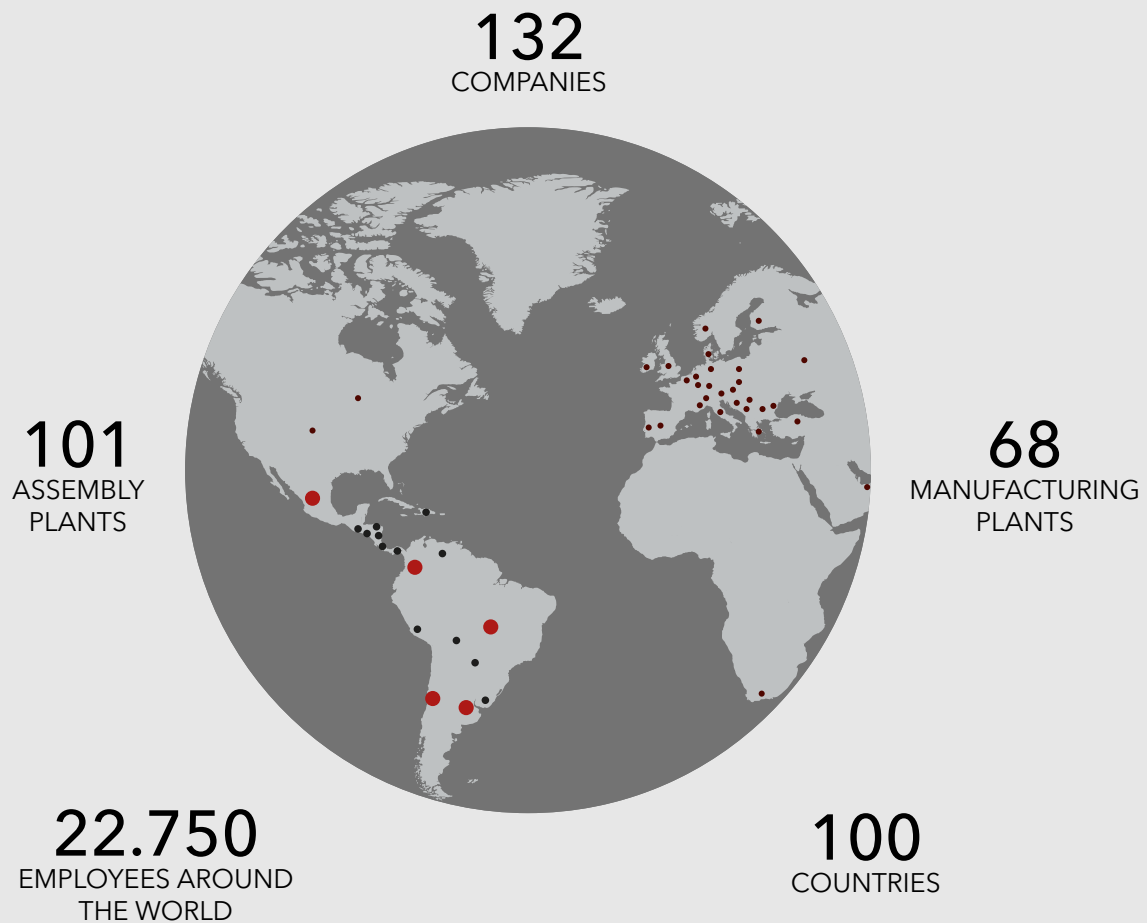 132
COMPANIES
101
ASSEMBLY
PLANTS
68
MANUFACTURING
PLANTS
22.750
EMPLOYEES AROUND
THE WORLD
100
COUNTRIES